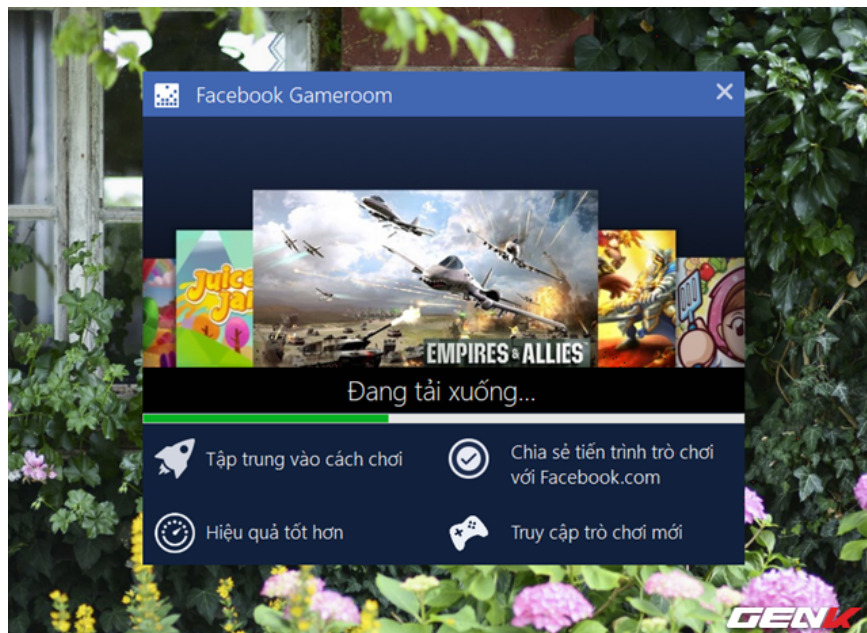 Facebook Gameroom
Juice
Jam
EMPIRES & ALLIES
Đang tải xuống...
Tập trung vào cách chơi
Chia sẻ tiến trình trò chơi
với Facebook.com
Hiệu quả tốt hơn
Truy cập trò chơi mới
GENK